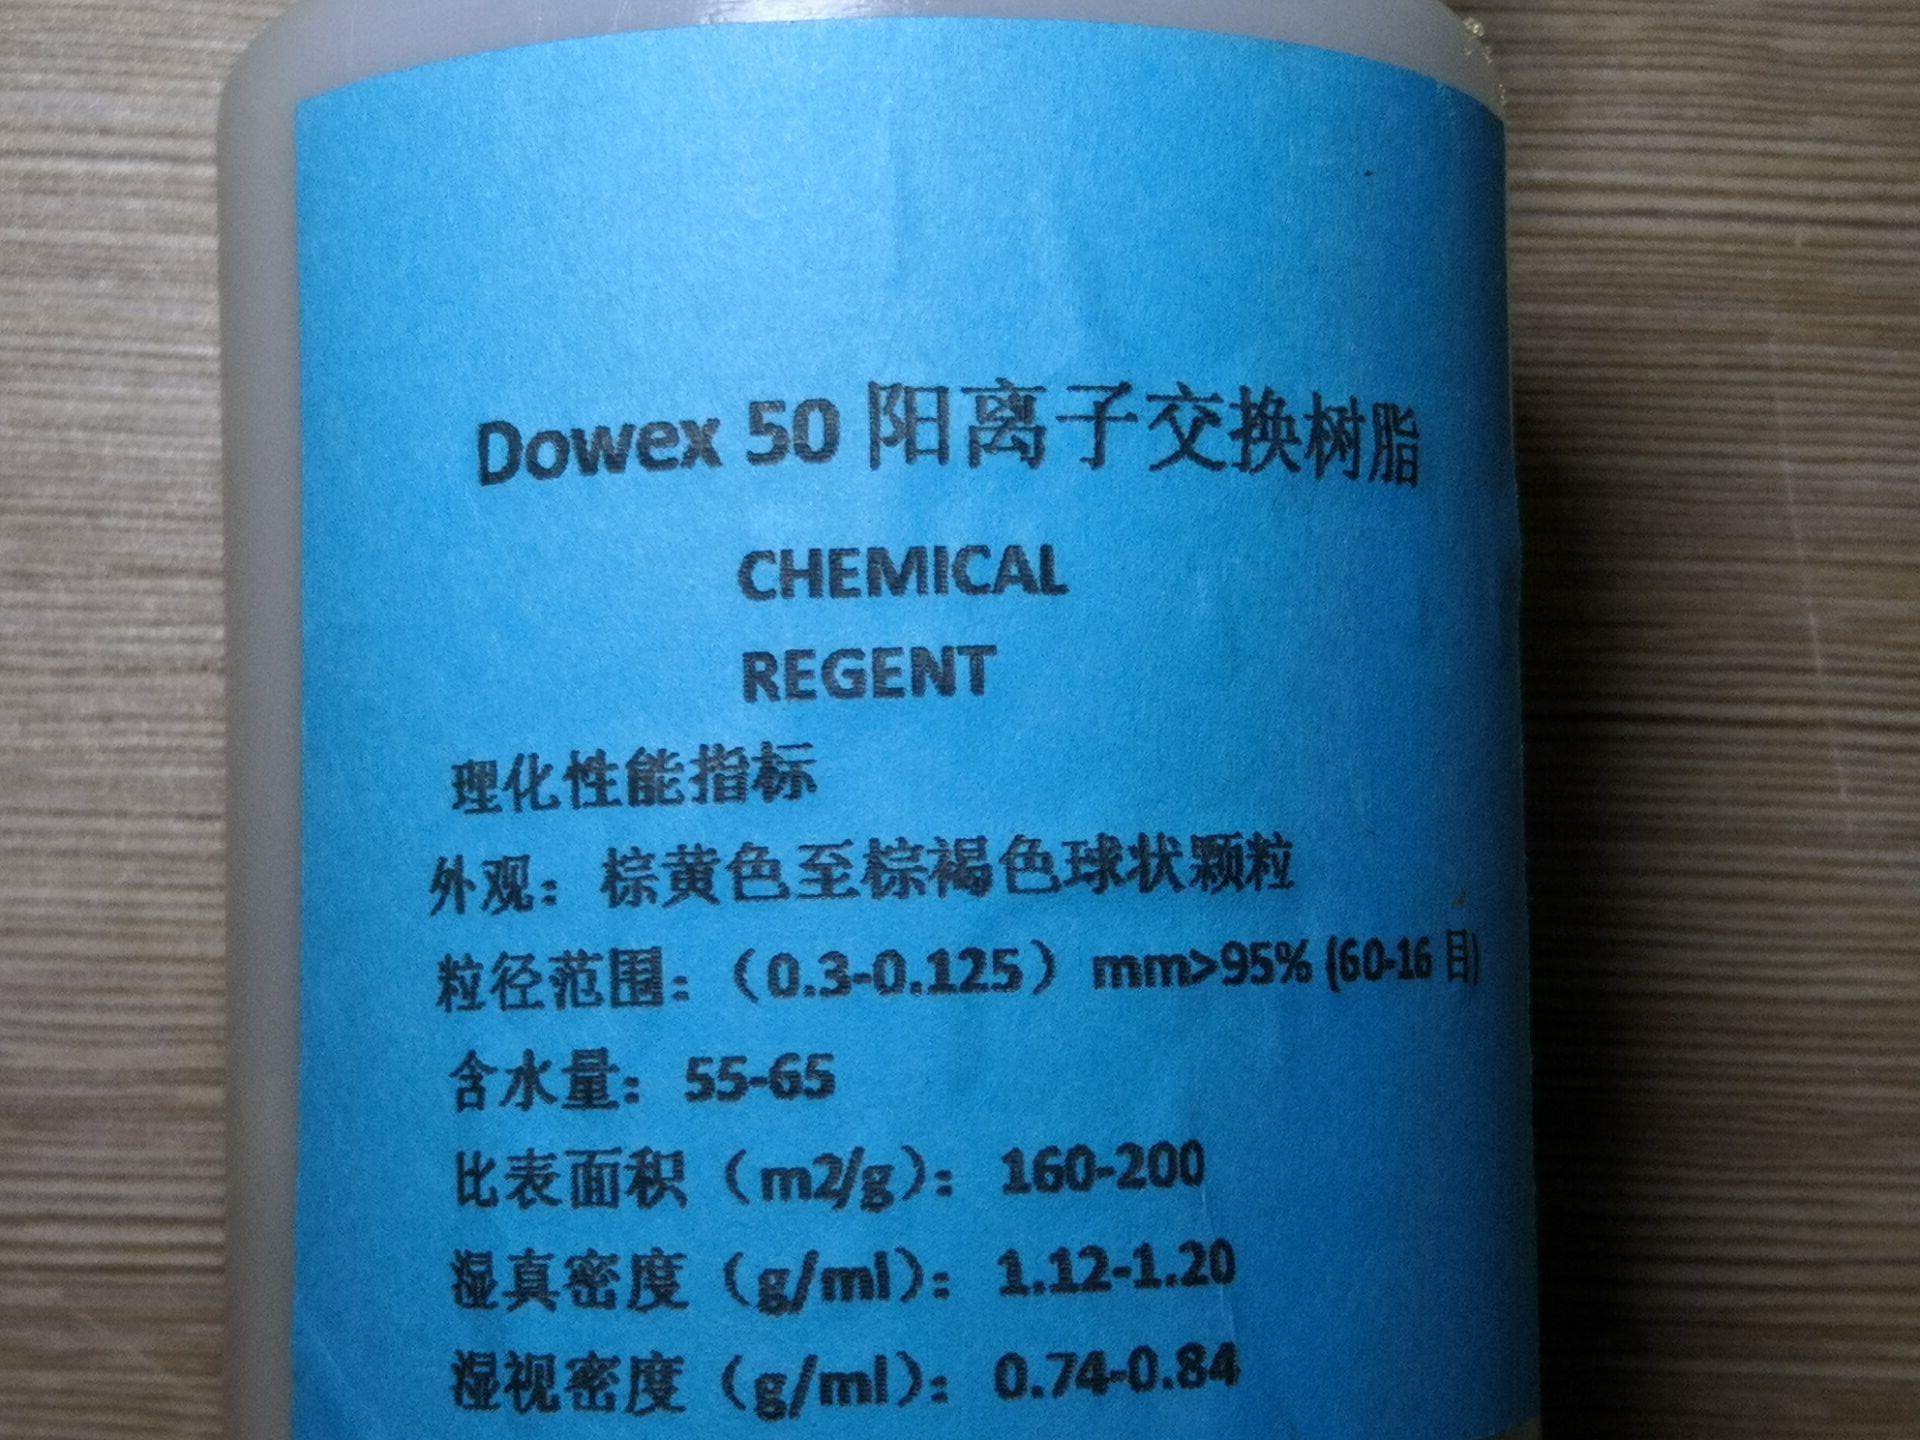 Dowex 50 阳离子交换树脂
CHEMICAL
REGENT
理化性能指标
外观：棕黄色至棕褐色球状颗粒
粒径范围：（0.3-0.125）mm>95% (60-16 目)
含水量：55-65
比表面积（m2/g）：160-200
湿真密度（g/ml）：1.12-1.20
湿视密度（g/ml）：0.74-0.84